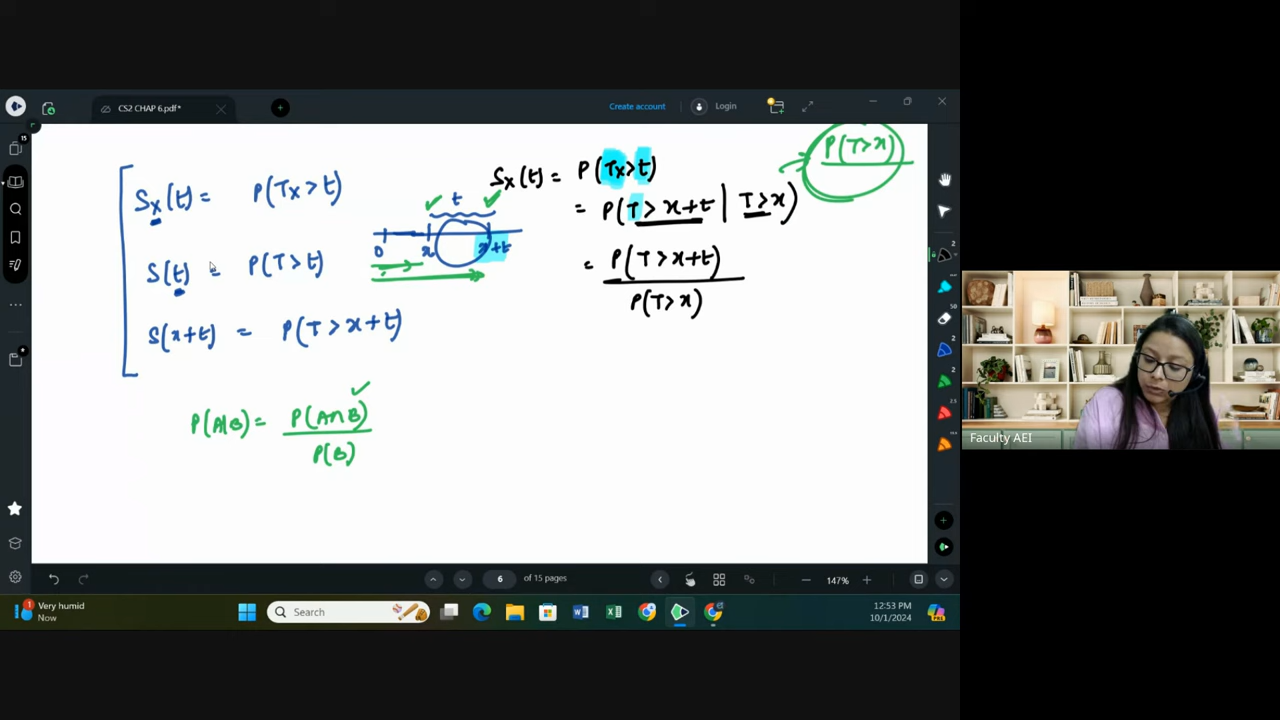 CS2 CHAP 6.pdf*
Create account
Login
Sx(t) = P(Tx > t)
S(t) = P(T > t)
S(x+t) = P(T > x+t)
P(A|B) = P(A∩B)
P(B)
t
0 x x+t
Sx(t) = P(Tx > t)
= P(T > x+t | T > x)
= P(T > x+t)
P(T > x)
P(T > x)
Faculty AEI
6 of 15 pages
147%
Very humid
Now
Search
12:53 PM
10/1/2024